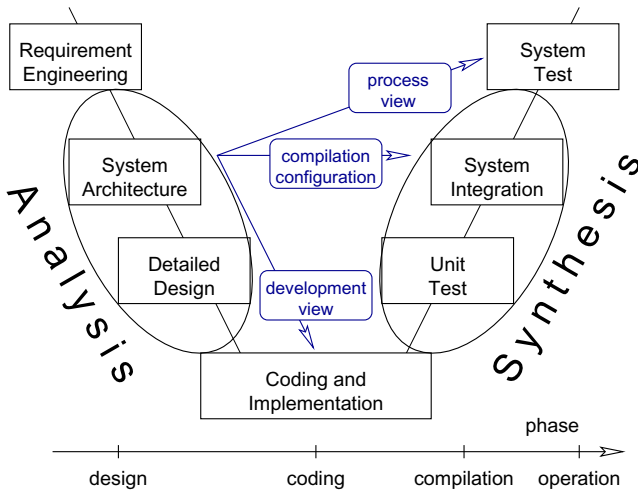 Requirement
Engineering
System
Test
process
view
System
Architecture
compilation
configuration
System
Integration
Analysis
Synthesis
Detailed
Design
development
view
Unit
Test
Coding and
Implementation
phase
design
coding
compilation
operation